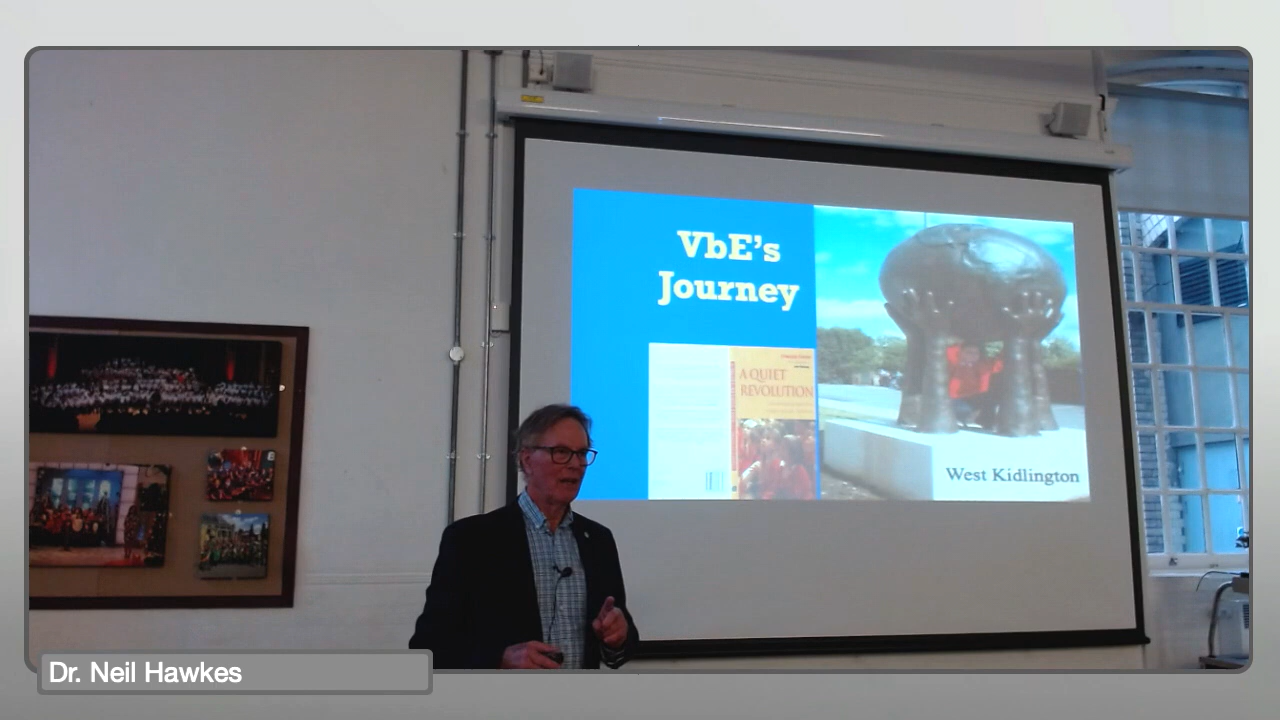 VbE's
Journey
A QUIET
REVOLUTION
West Kidlington
Dr. Neil Hawkes